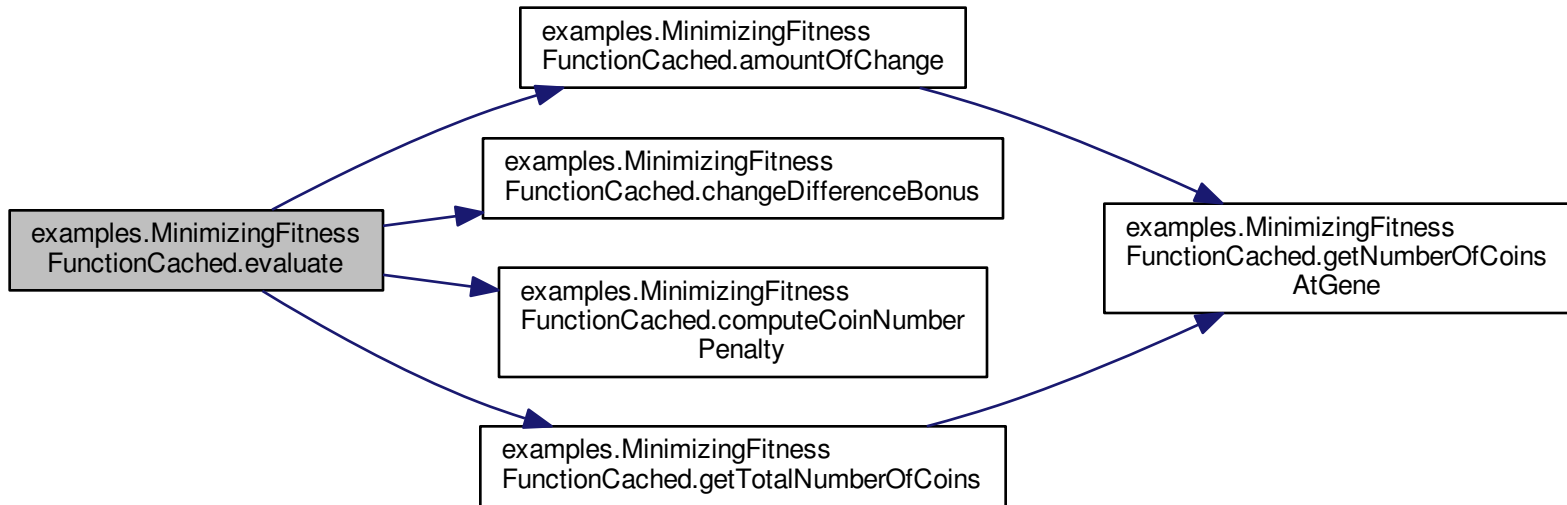 examples.MinimizingFitness
FunctionCached.evaluate
examples.MinimizingFitness
FunctionCached.amountOfChange
examples.MinimizingFitness
FunctionCached.changeDifferenceBonus
examples.MinimizingFitness
FunctionCached.computeCoinNumber
Penalty
examples.MinimizingFitness
FunctionCached.getTotalNumberOfCoins
examples.MinimizingFitness
FunctionCached.getNumberOfCoins
AtGene